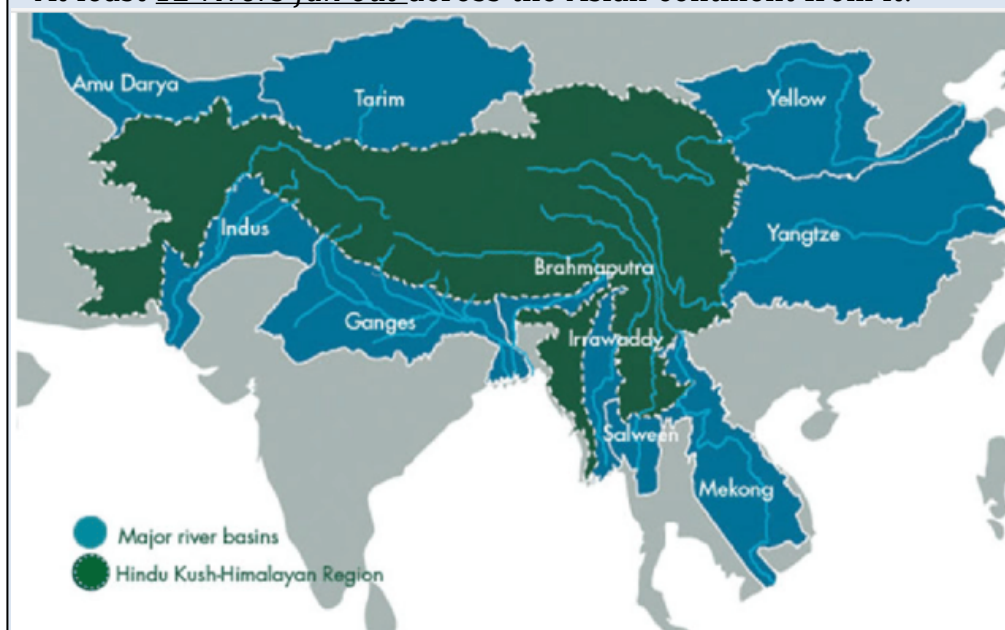 At least 12 rivers fan out across the Asian continent from it.
Amu Darya
Tarim
Yellow
Indus
Yangtze
Brahmaputra
Ganges
Irrawaddy
Salween
Mekong
Major river basins
Hindu Kush-Himalayan Region